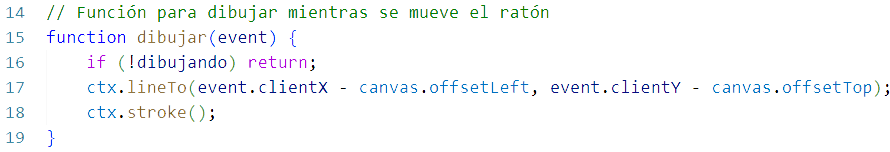 14 // Función para dibujar mientras se mueve el ratón
15 function dibujar(event) {
16     if (!dibujando) return;
17     ctx.lineTo(event.clientX - canvas.offsetLeft, event.clientY - canvas.offsetTop);
18     ctx.stroke();
19 }